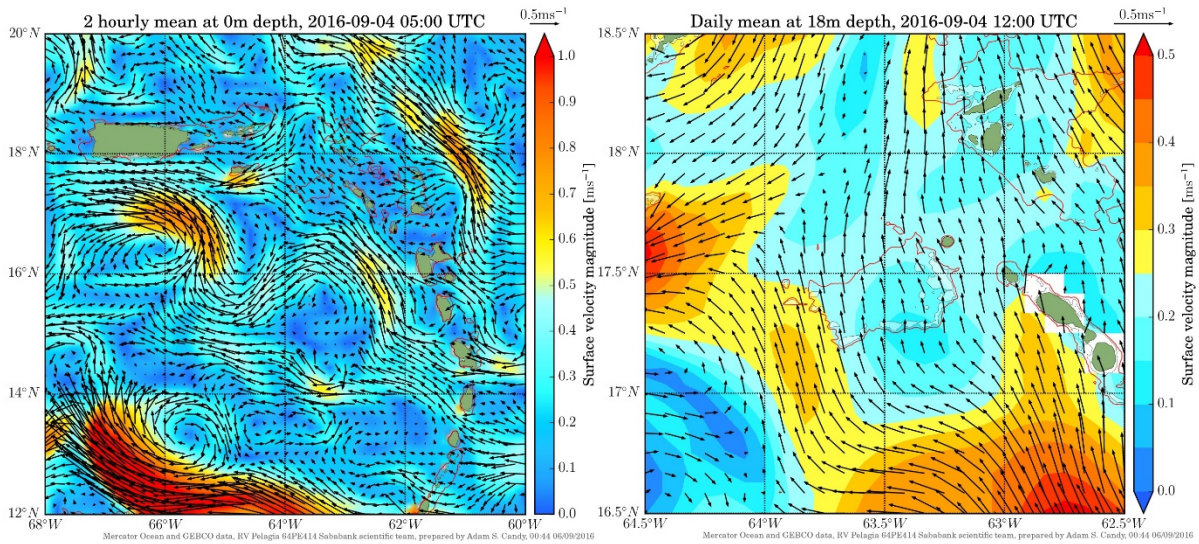 2 hourly mean at 0m depth, 2016-09-04 05:00 UTC
0.5ms⁻¹
20°N
18°N
16°N
14°N
12°N
68°W 66°W 64°W 62°W 60°W
1.0
0.9
0.8
0.7
0.6
0.5
0.4
0.3
0.2
0.1
0.0
Surface velocity magnitude [ms⁻¹]
Mercator Ocean and GEBCO data, RV Pelagia 64PE414 Sababank scientific team, prepared by Adam S. Candy, 00:44 06/09/2016
Daily mean at 18m depth, 2016-09-04 12:00 UTC
0.5ms⁻¹
18.5°N
18°N
17.5°N
17°N
16.5°N
64.5°W 64°W 63.5°W 63°W 62.5°W
0.5
0.4
0.3
0.2
0.1
0.0
Surface velocity magnitude [ms⁻¹]
Mercator Ocean and GEBCO data, RV Pelagia 64PE414 Sababank scientific team, prepared by Adam S. Candy, 00:44 06/09/2016